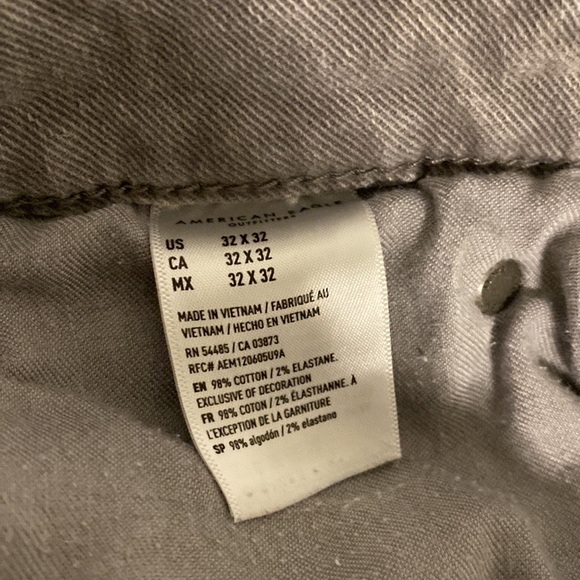 AMERICAN EAGLE
OUTFITTERS
US 32 X 32
CA 32 X 32
MX 32 X 32
MADE IN VIETNAM / FABRIQUÉ AU
VIETNAM / HECHO EN VIETNAM
RN 54485 / CA 03873
RFC# AEM120605U9A
EN 98% COTTON / 2% ELASTANE.
EXCLUSIVE OF DECORATION
FR 98% COTON / 2% ÉLASTHANNE. À
L'EXCEPTION DE LA GARNITURE
SP 98% algodón / 2% elastano